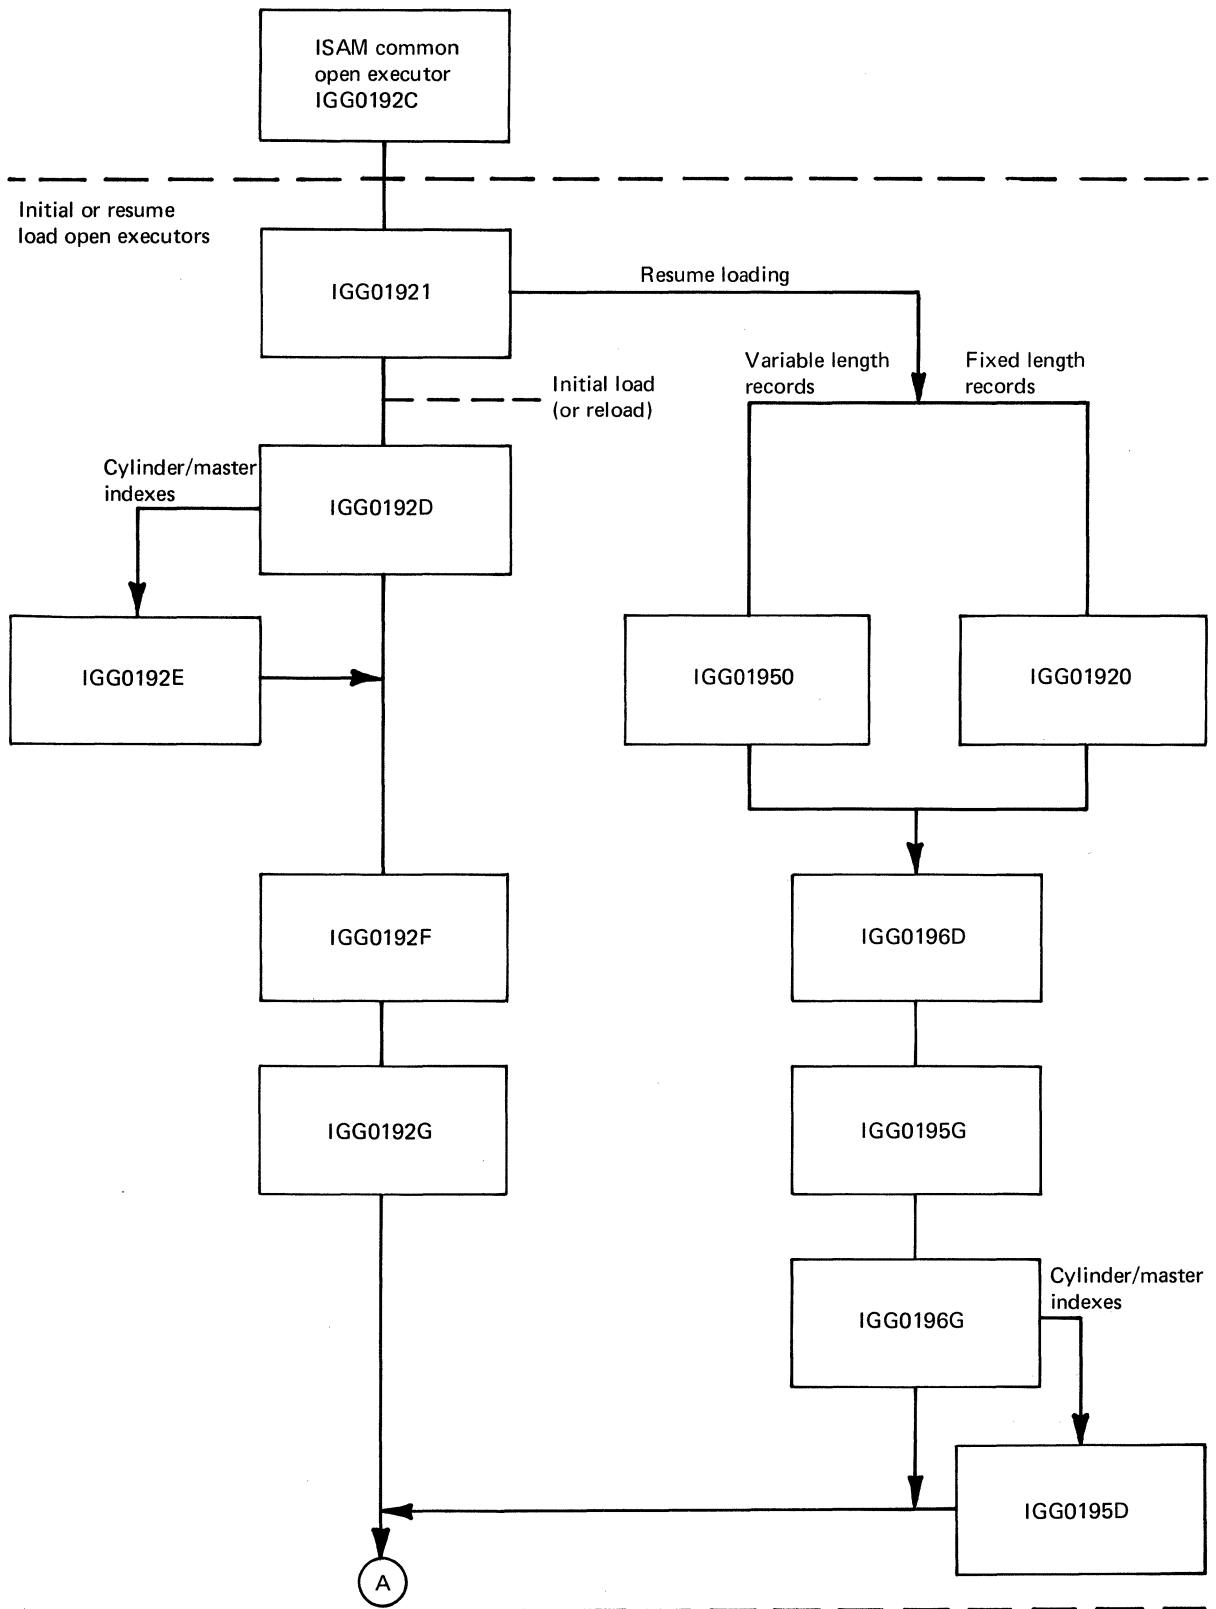 ISAM common
open executor
IGG0192C
Initial or resume
load open executors
IGG01921
Resume loading
Variable length
records
Fixed length
records
Initial load
(or reload)
Cylinder/master
indexes
IGG0192D
IGG0192E
IGG01950
IGG01920
IGG0192F
IGG0196D
IGG0192G
IGG0195G
IGG0196G
Cylinder/master
indexes
IGG0195D
A